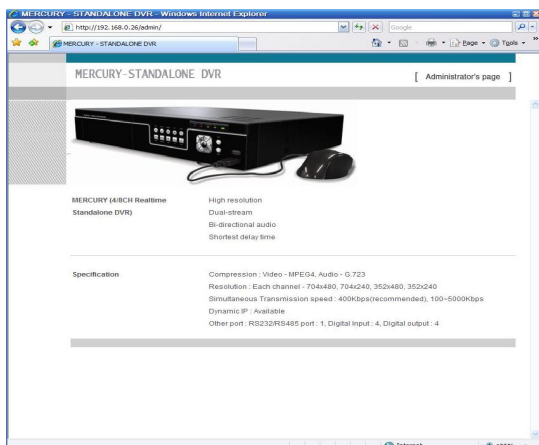 MERCURY - STANDALONE DVR - Windows Internet Explorer
http://192.168.0.26/admin/
Google
MERCURY - STANDALONE DVR
Page
Tools
MERCURY-STANDALONE DVR
[ Administrator's page ]
MERCURY (4/8CH Realtime Standalone DVR)
High resolution
Dual-stream
Bi-directional audio
Shortest delay time
Specification
Compression : Video - MPEG4, Audio - G.723
Resolution : Each channel - 704x480, 704x240, 352x480, 352x240
Simultaneous Transmission speed : 400Kbps(recommended), 100~5000Kbps
Dynamic IP : Available
Other port : RS232/RS485 port : 1, Digital Input : 4, Digital output : 4
Internet